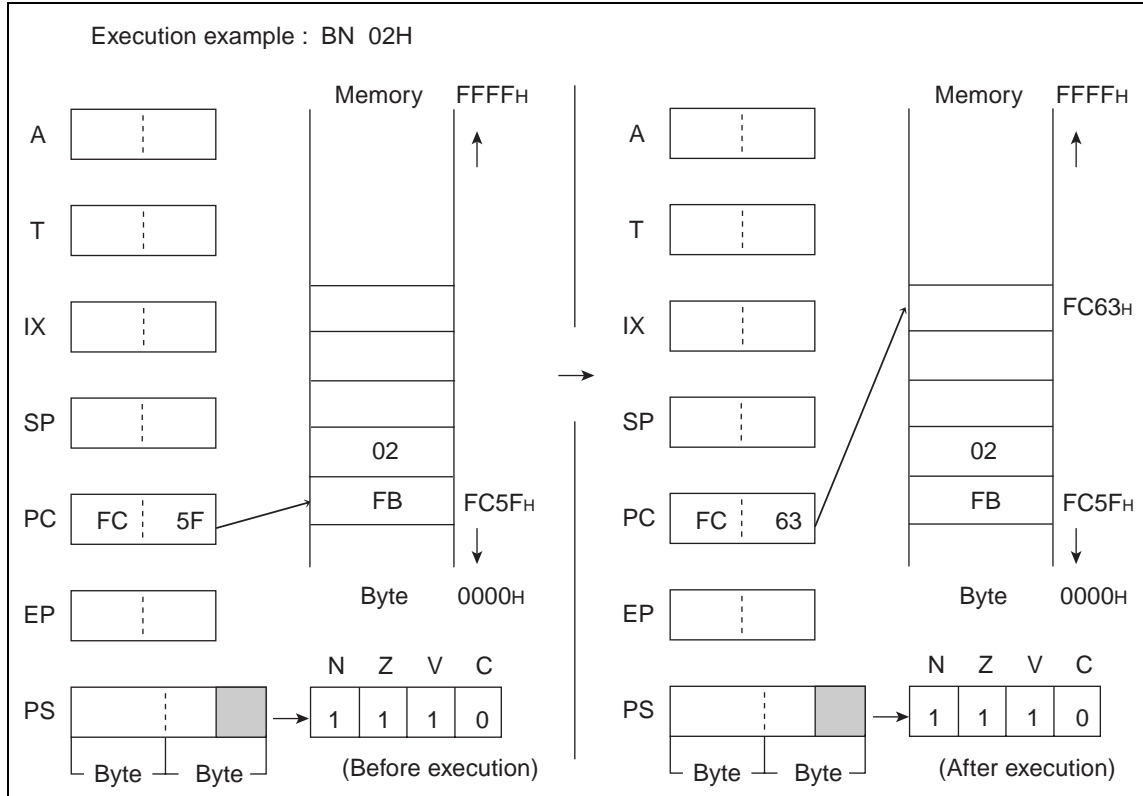 Execution example : BN 02H
Memory FFFFH
A
T
IX
SP
02
PC FC 5F FB FC5FH
EP
Byte 0000H
N Z V C
PS 1 1 1 0
Byte Byte (Before execution)
Memory FFFFH
A
T
IX FC63H
SP
02
PC FC 63 FB FC5FH
EP
Byte 0000H
N Z V C
PS 1 1 1 0
Byte Byte (After execution)